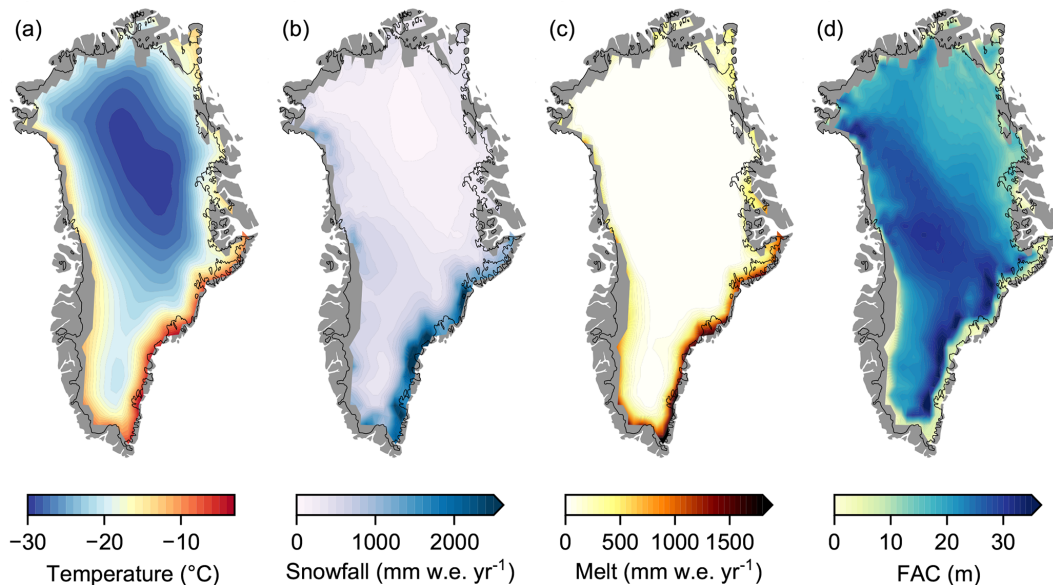 (a) (b) (c) (d)
−30 −20 −10 0 1000 2000 0 500 1000 1500 0 10 20 30
Temperature (°C) Snowfall (mm w.e. yr⁻¹) Melt (mm w.e. yr⁻¹) FAC (m)